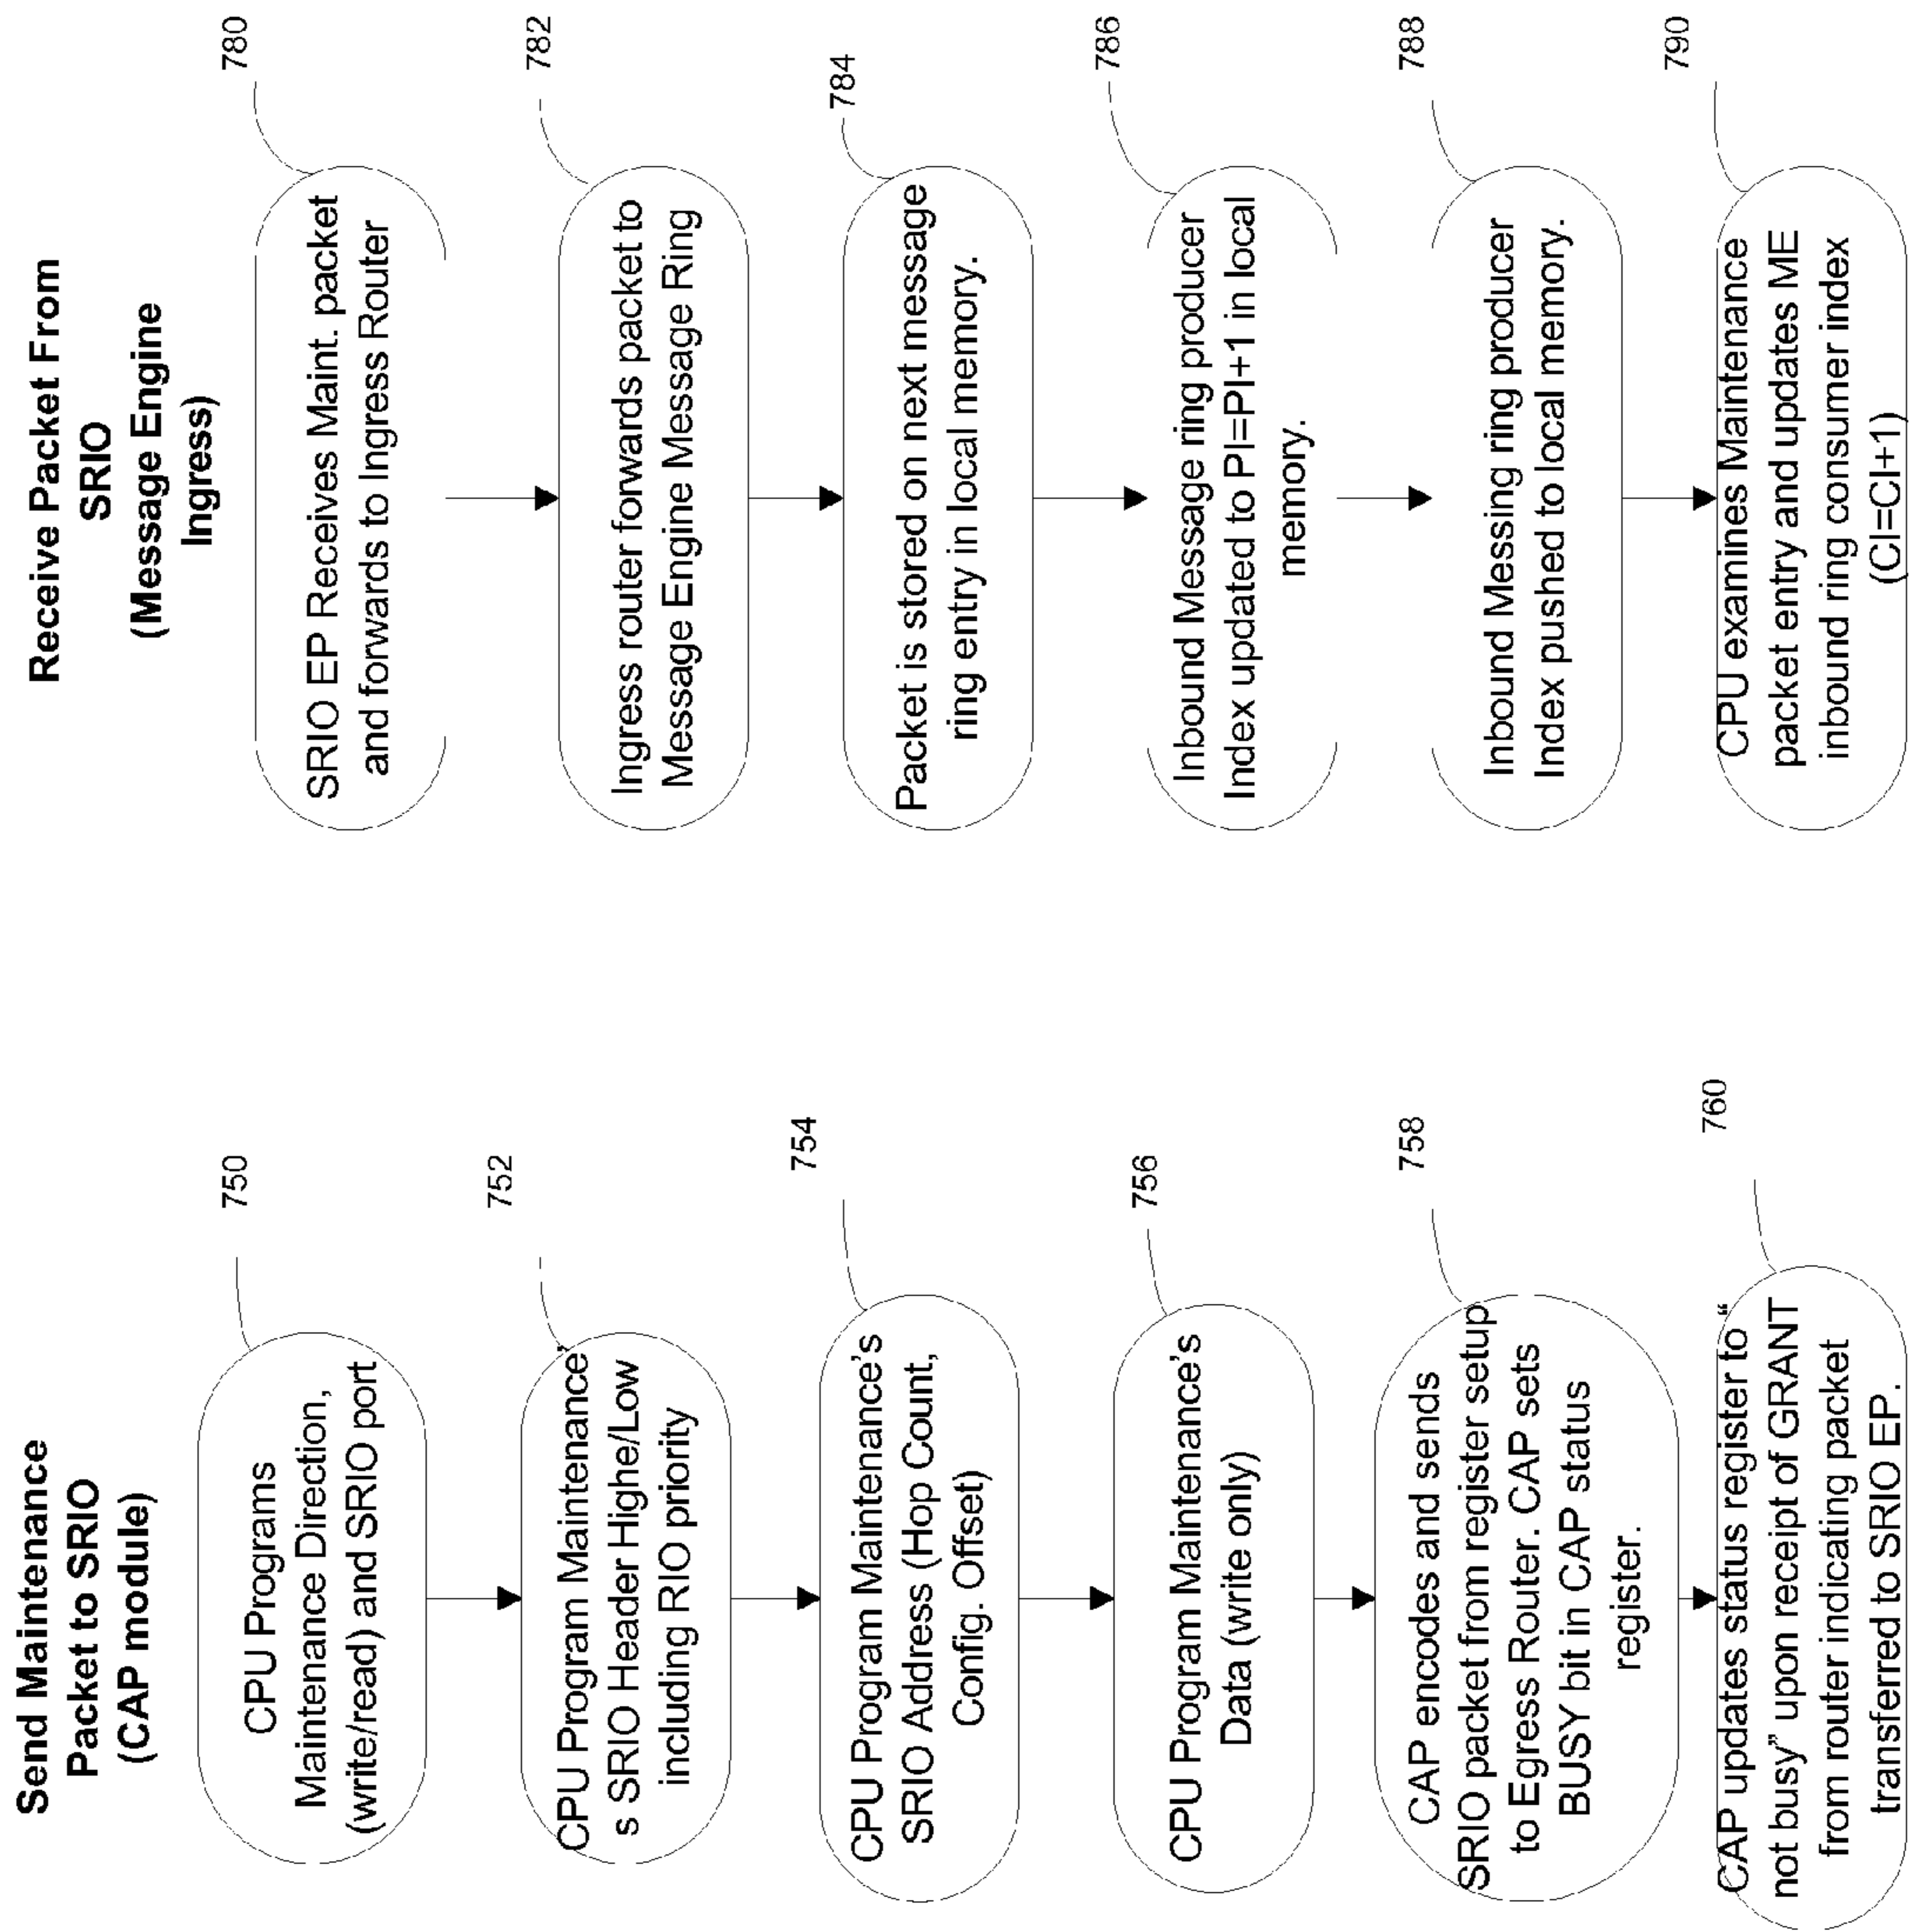 Send Maintenance
Packet to SRIO
(CAP module)
750
CPU Programs
Maintenance Direction,
(write/read) and SRIO port
752
CPU Program Maintenance’
s SRIO Header Highe/Low
including RIO priority
754
CPU Program Maintenance’s
SRIO Address (Hop Count,
Config. Offset)
756
CPU Program Maintenance’s
Data (write only)
758
CAP encodes and sends
SRIO packet from register setup
to Egress Router. CAP sets
BUSY bit in CAP status
register.
760
CAP updates status register to “
not busy” upon receipt of GRANT
from router indicating packet
transferred to SRIO EP.
Receive Packet From
SRIO
(Message Engine
Ingress)
780
SRIO EP Receives Maint. packet
and forwards to Ingress Router
782
Ingress router forwards packet to
Message Engine Message Ring
784
Packet is stored on next message
ring entry in local memory.
786
Inbound Message ring producer
Index updated to PI=PI+1 in local
memory.
788
Inbound Messing ring producer
Index pushed to local memory.
790
CPU examines Maintenance
packet entry and updates ME
inbound ring consumer index
(CI=CI+1)